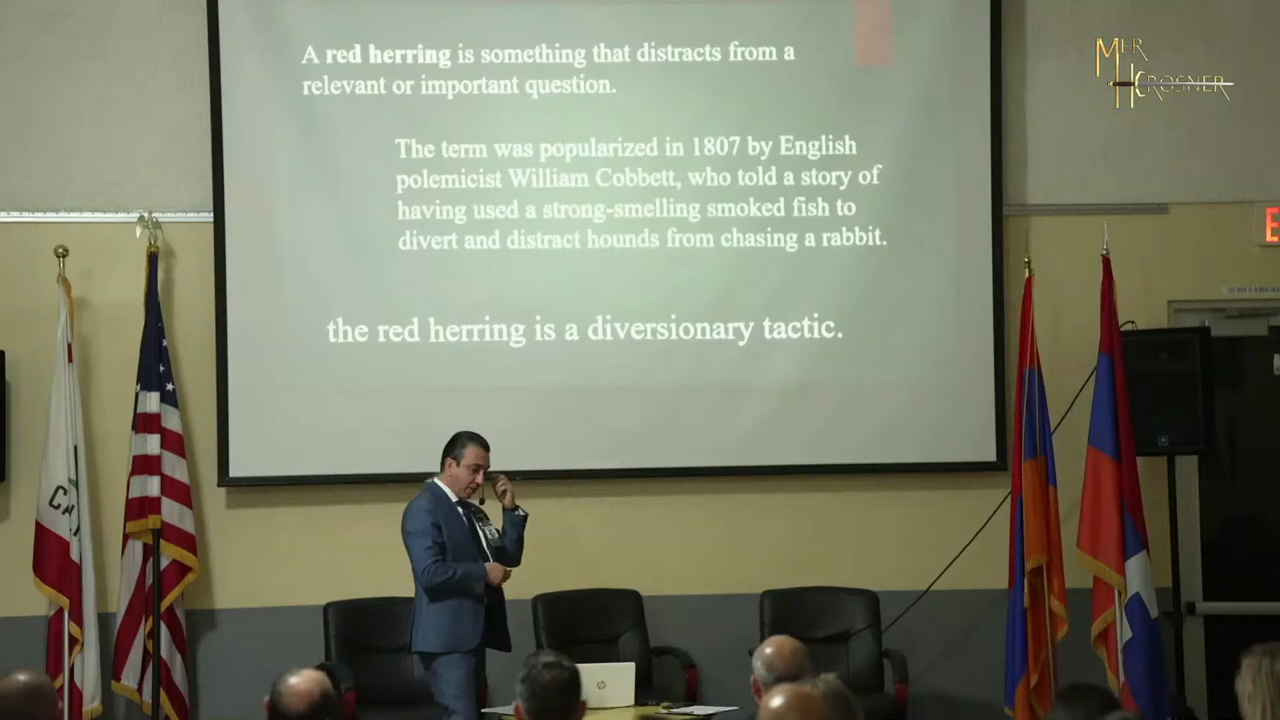 A red herring is something that distracts from a
relevant or important question.
The term was popularized in 1807 by English
polemicist William Cobbett, who told a story of
having used a strong-smelling smoked fish to
divert and distract hounds from chasing a rabbit.
the red herring is a diversionary tactic.
MER
HEROSNER
hp